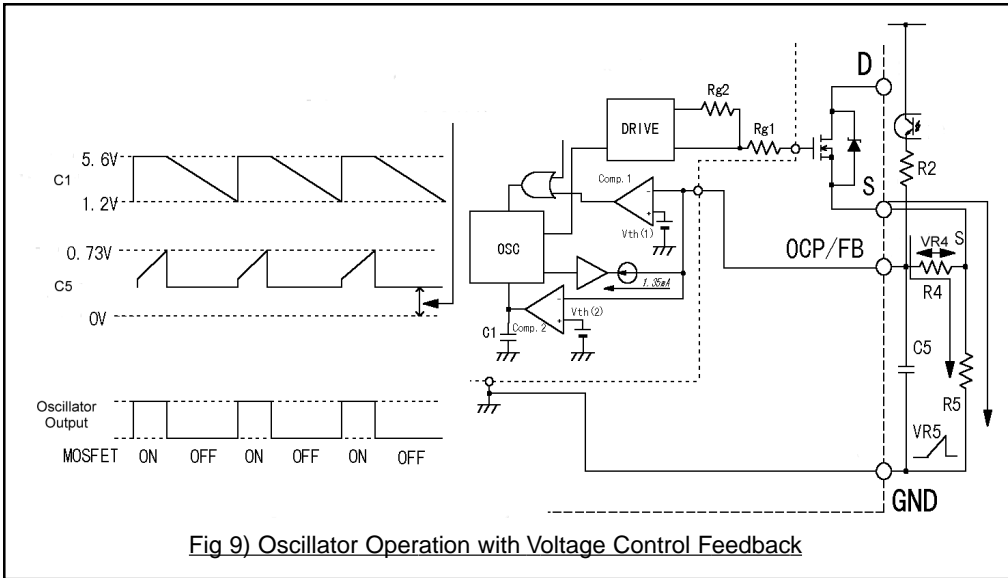 5.6V
C1
1.2V
0.73V
C5
0V
Oscillator
Output
MOSFET ON OFF ON OFF ON OFF
D
Rg2
DRIVE
Rg1
R2
Comp.1
S
Vth(1)
OSC
OCP/FB
VR4 S
R4
1.35mA
C1
Comp.2
Vth(2)
C5
R5
VR5
GND
Fig 9) Oscillator Operation with Voltage Control Feedback